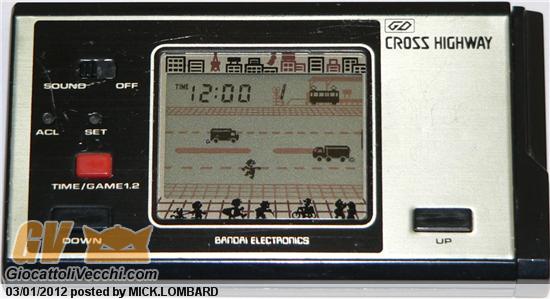 GD
CROSS HIGHWAY
SOUND
OFF
TIME
12:00
ACL
SET
TIME/GAME1.2
DOWN
BANDAI ELECTRONICS
UP
GV
GiocattoliVecchi.com
03/01/2012 posted by MICK.LOMBARD